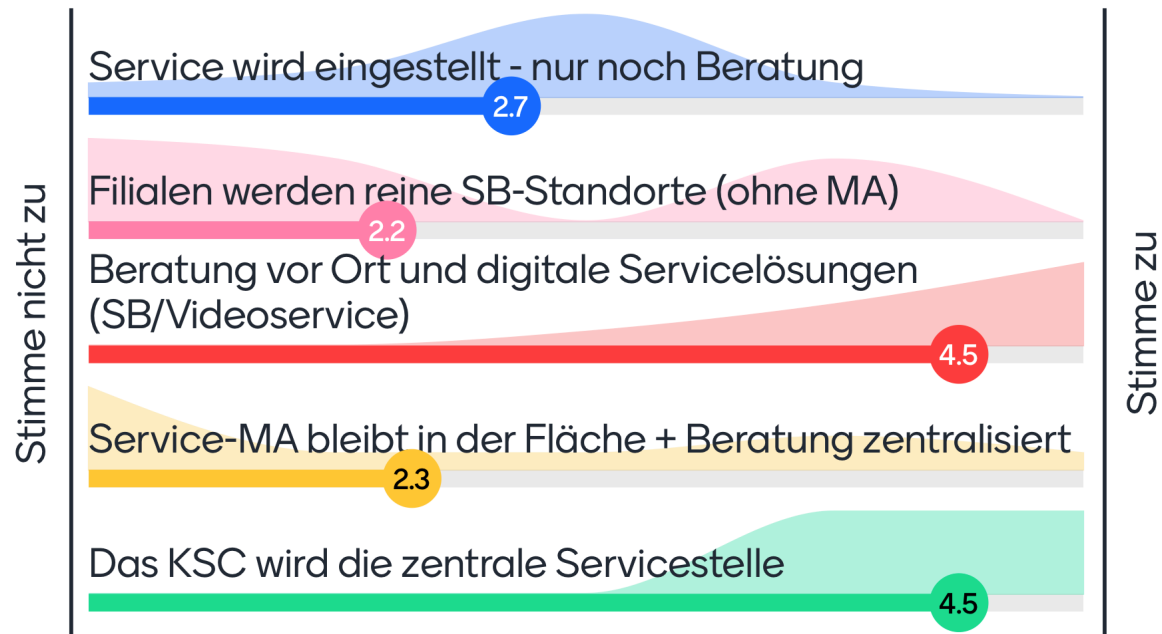 Stimme nicht zu
Service wird eingestellt - nur noch Beratung
2.7
Filialen werden reine SB-Standorte (ohne MA)
2.2
Beratung vor Ort und digitale Servicelösungen
(SB/Videoservice)
4.5
Service-MA bleibt in der Fläche + Beratung zentralisiert
2.3
Das KSC wird die zentrale Servicestelle
4.5
Stimme zu